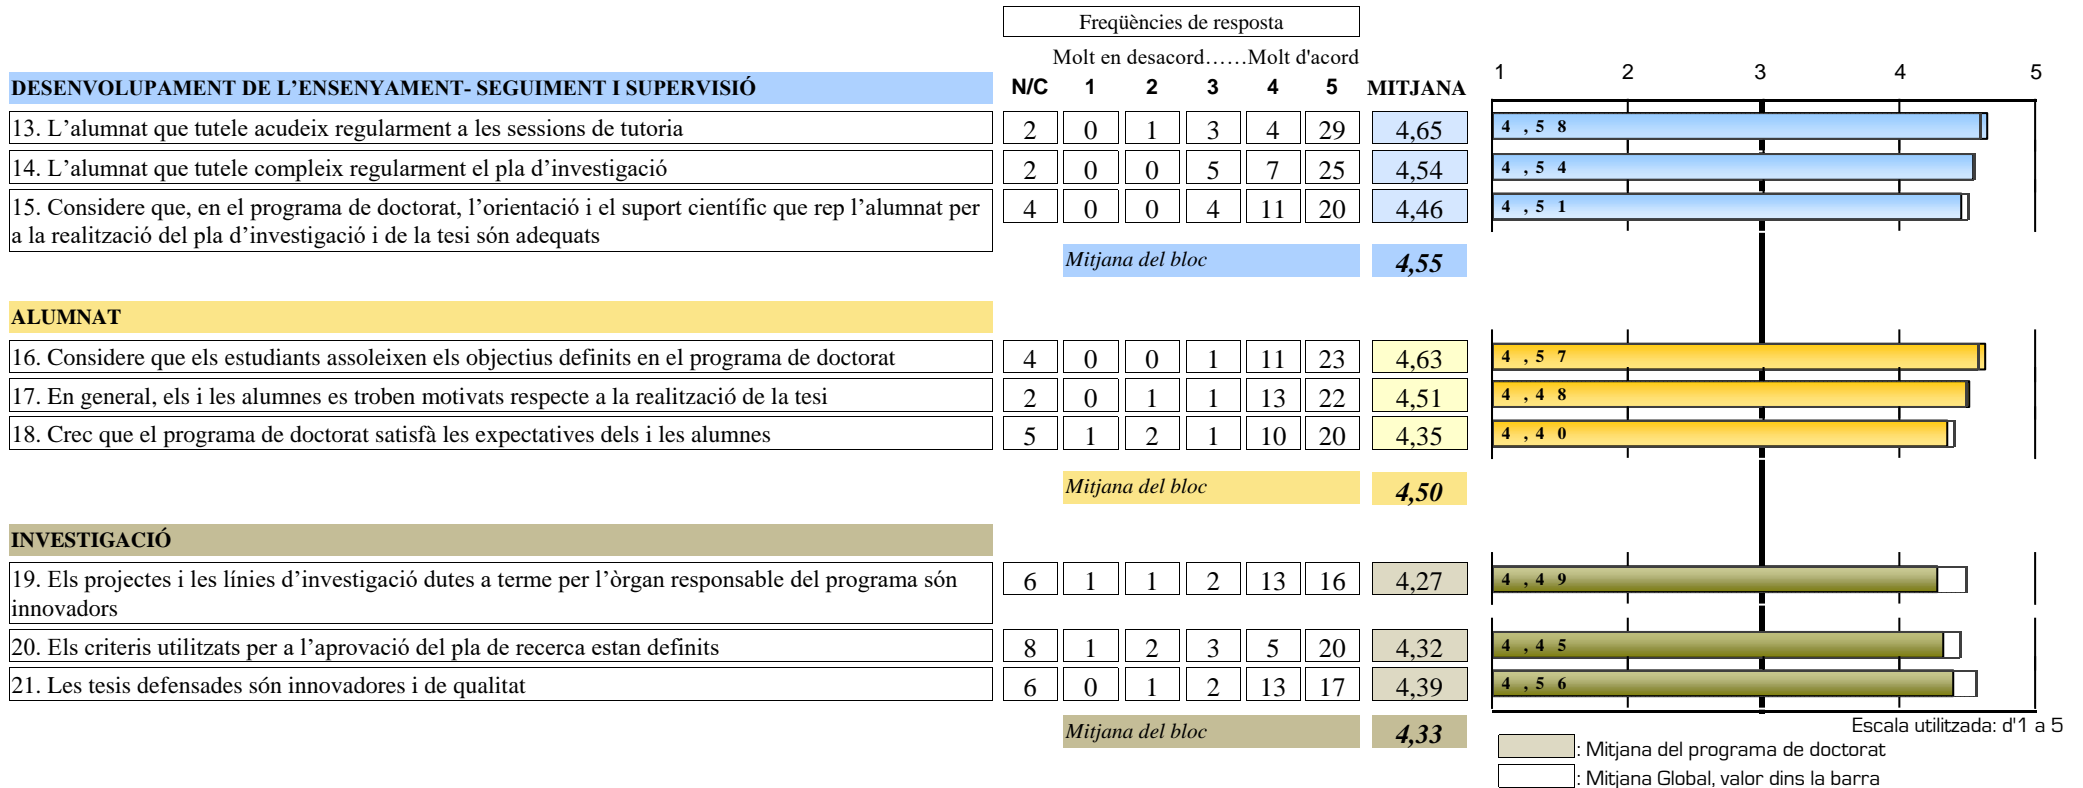 Freqüències de resposta
Molt en desacord……Molt d'acord
DESENVOLUPAMENT DE L’ENSENYAMENT- SEGUIMENT I SUPERVISIÓ N/C 1 2 3 4 5 MITJANA 1 2 3 4 5
13. L’alumnat que tutele acudeix regularment a les sessions de tutoria 2 0 1 3 4 29 4,65 4,58
14. L’alumnat que tutele compleix regularment el pla d’investigació 2 0 0 5 7 25 4,54 4,54
15. Considere que, en el programa de doctorat, l’orientació i el suport científic que rep l’alumnat per 4 0 0 4 11 20 4,46 4,51
a la realització del pla d’investigació i de la tesi són adequats
Mitjana del bloc 4,55
ALUMNAT
16. Considere que els estudiants assoleixen els objectius definits en el programa de doctorat 4 0 0 1 11 23 4,63 4,57
17. En general, els i les alumnes es troben motivats respecte a la realització de la tesi 2 0 1 1 13 22 4,51 4,48
18. Crec que el programa de doctorat satisfà les expectatives dels i les alumnes 5 1 2 1 10 20 4,35 4,40
Mitjana del bloc 4,50
INVESTIGACIÓ
19. Els projectes i les línies d’investigació dutes a terme per l’òrgan responsable del programa són 6 1 1 2 13 16 4,27 4,49
innovadors
20. Els criteris utilitzats per a l’aprovació del pla de recerca estan definits 8 1 2 3 5 20 4,32 4,45
21. Les tesis defensades són innovadores i de qualitat 6 0 1 2 13 17 4,39 4,56
Mitjana del bloc 4,33
Escala utilitzada: d'1 a 5
: Mitjana del programa de doctorat
: Mitjana Global, valor dins la barra